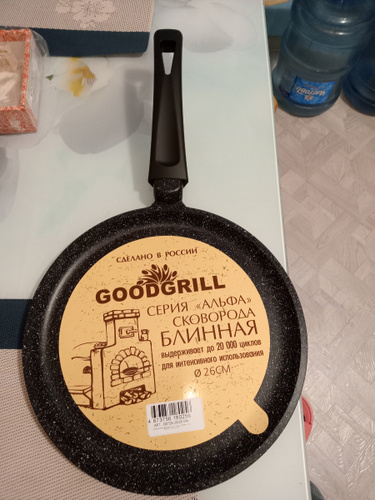 СДЕЛАНО В РОССИИ
GOODGRILL
СЕРИЯ «АЛЬФА»
СКОВОРОДА
БЛИННАЯ
выдерживает до 20 000 циклов
для интенсивного использования
Ø 26СМ